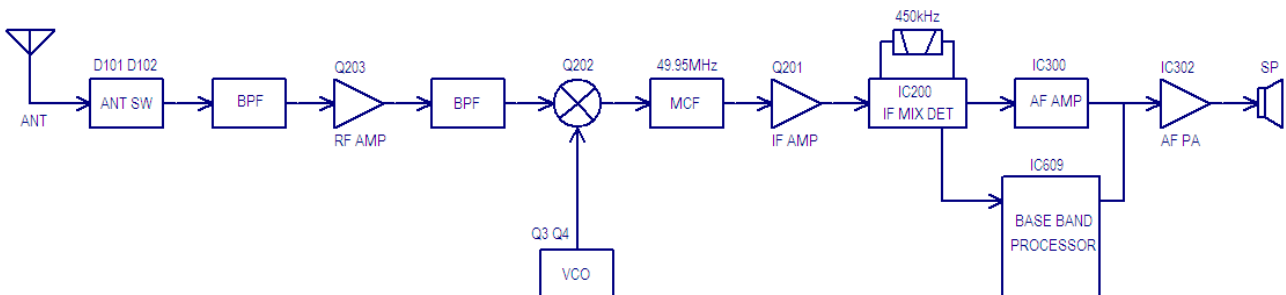 450kHz
D101 D102
Q203
Q202
49.95MHz
Q201
IC300
IC302
SP
ANT SW
BPF
BPF
MCF
IC200
IF MIX DET
AF AMP
ANT
RF AMP
IF AMP
AF PA
IC609
BASE BAND
PROCESSOR
Q3 Q4
VCO